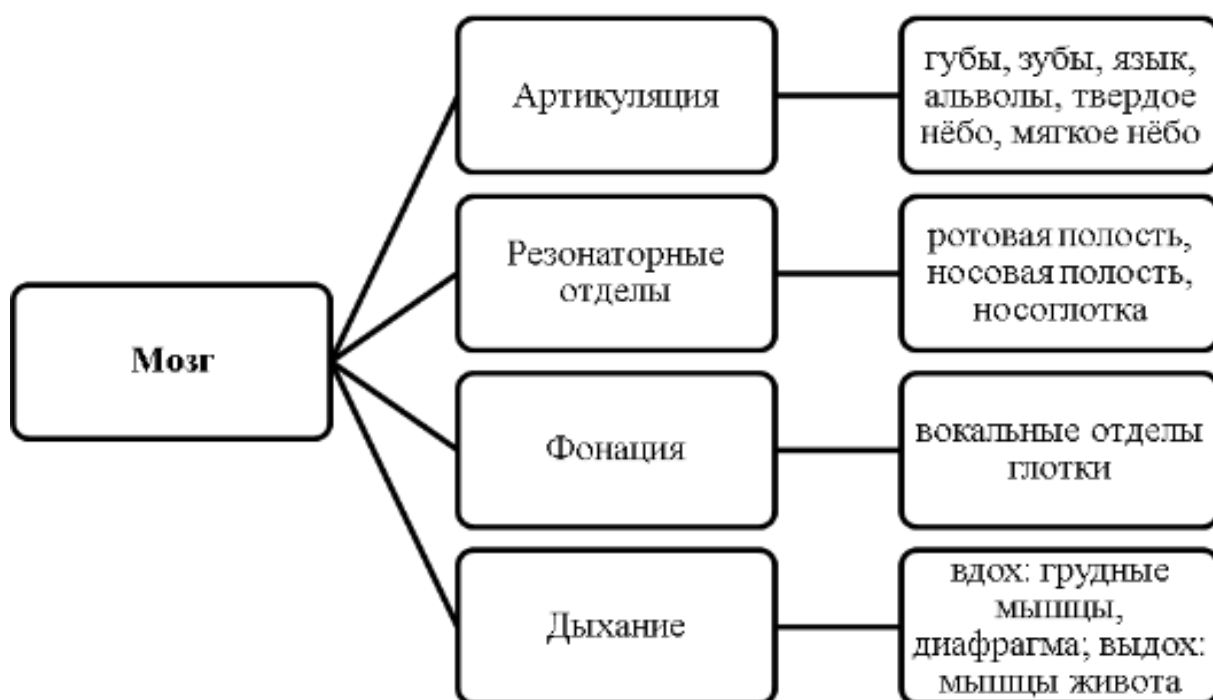 Мозг
Артикуляция
губы, зубы, язык,
альволы, твердое
нёбо, мягкое нёбо
Резонаторные
отделы
ротовая полость,
носовая полость,
носоглотка
Фонация
вокальные отделы
глотки
Дыхание
вдох: грудные
мышцы,
диафрагма; выдох:
мышцы живота